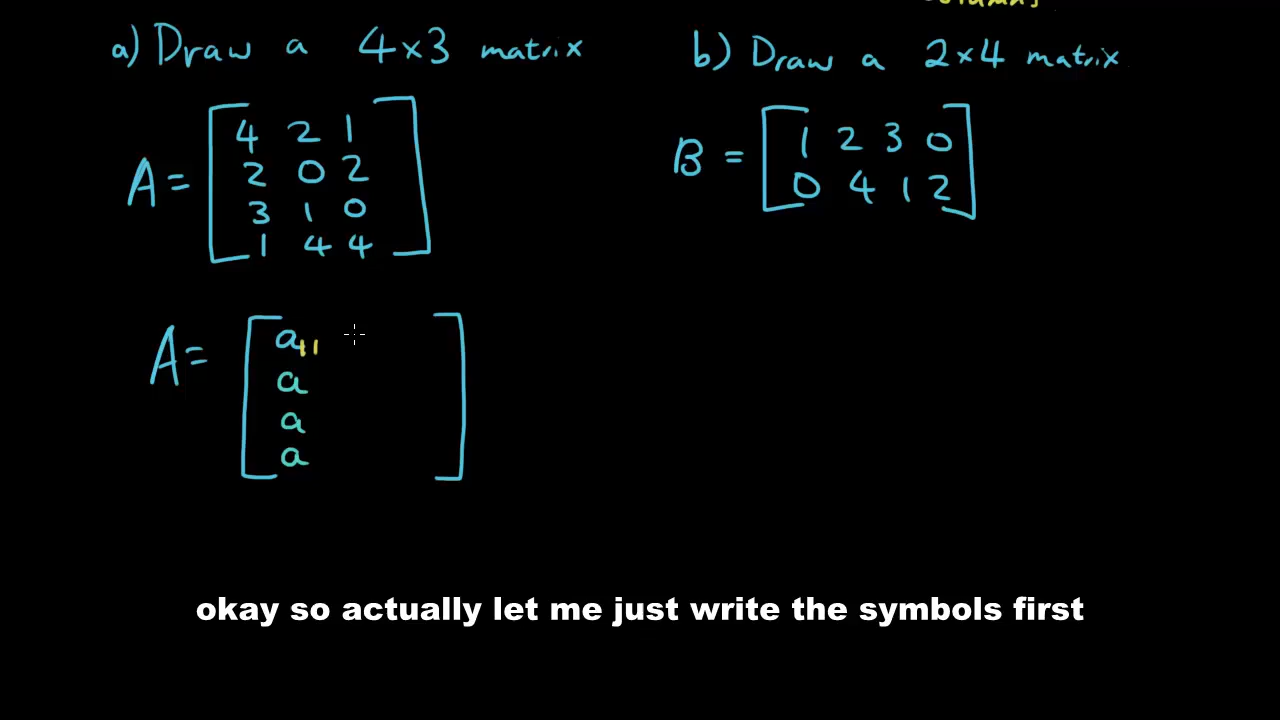 a) Draw a 4×3 matrix
A = [4 2 1
2 0 2
3 1 0
1 4 4]
b) Draw a 2×4 matrix
B = [1 2 3 0
0 4 1 2]
A = [a11
a
a
a]
okay so actually let me just write the symbols first